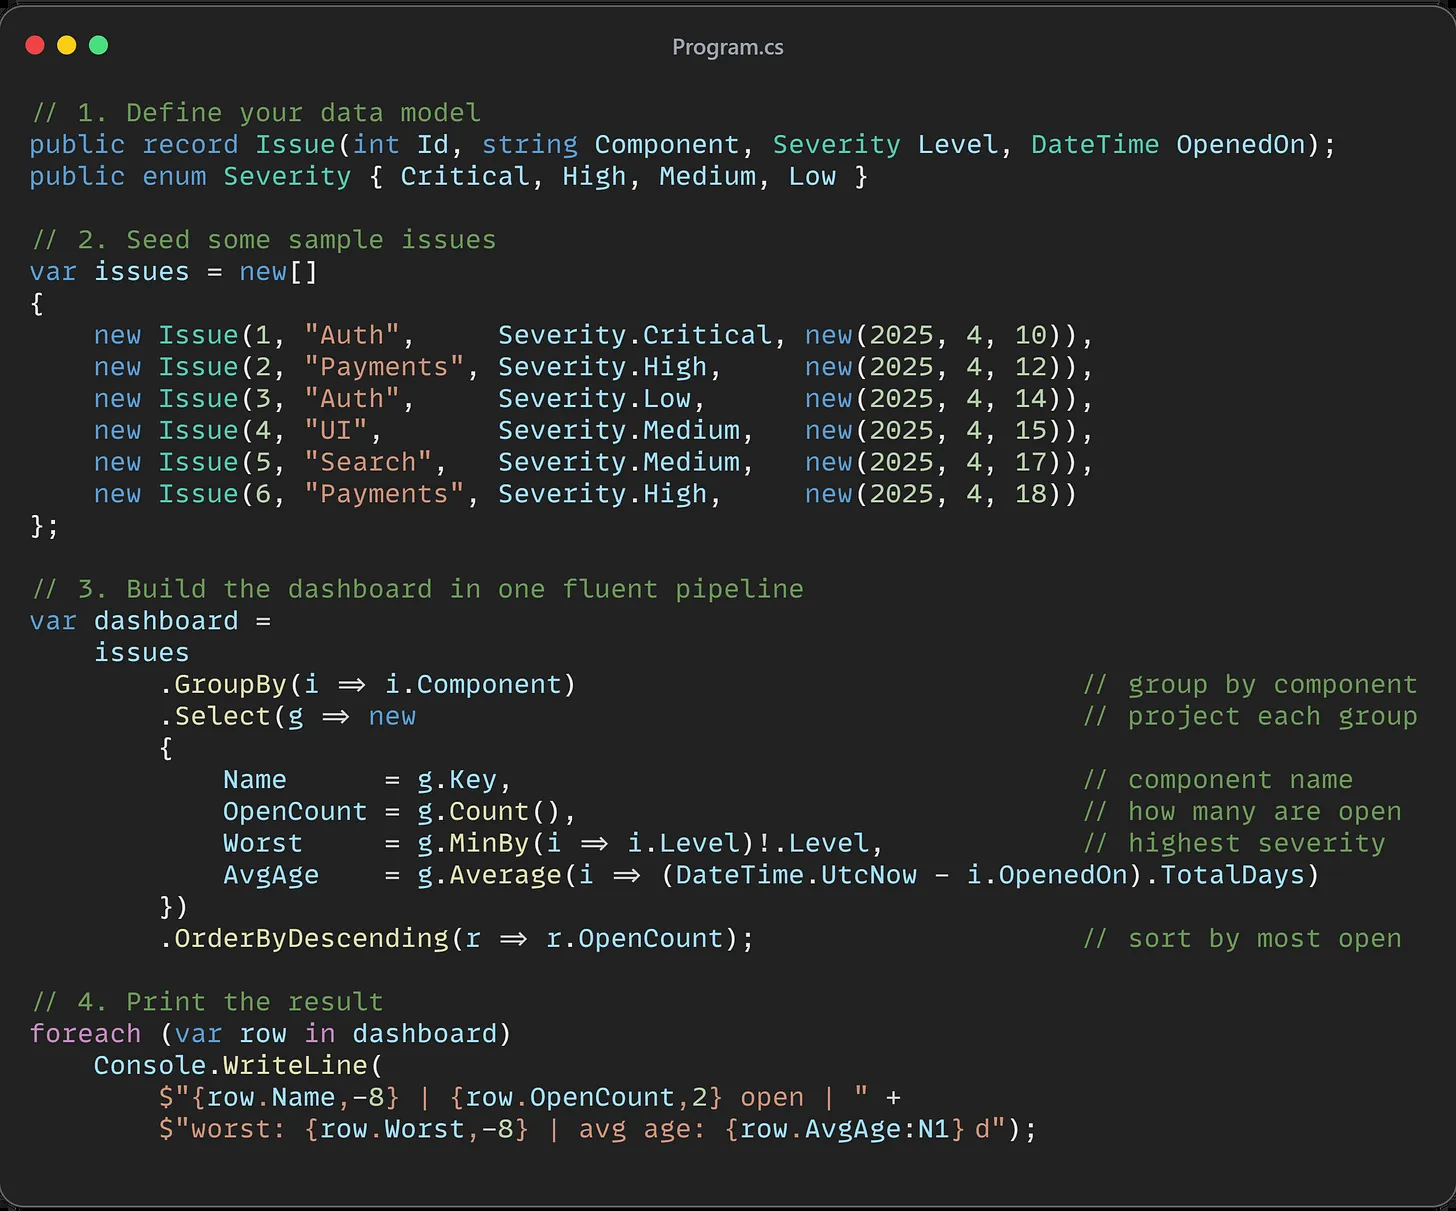 Program.cs
// 1. Define your data model
public record Issue(int Id, string Component, Severity Level, DateTime OpenedOn);
public enum Severity { Critical, High, Medium, Low }
// 2. Seed some sample issues
var issues = new[]
{
    new Issue(1, "Auth",     Severity.Critical, new(2025, 4, 10)),
    new Issue(2, "Payments", Severity.High,     new(2025, 4, 12)),
    new Issue(3, "Auth",     Severity.Low,      new(2025, 4, 14)),
    new Issue(4, "UI",       Severity.Medium,   new(2025, 4, 15)),
    new Issue(5, "Search",   Severity.Medium,   new(2025, 4, 17)),
    new Issue(6, "Payments", Severity.High,     new(2025, 4, 18))
};
// 3. Build the dashboard in one fluent pipeline
var dashboard =
    issues
        .GroupBy(i => i.Component)                               // group by component
        .Select(g => new                                         // project each group
        {
            Name      = g.Key,                                   // component name
            OpenCount = g.Count(),                               // how many are open
            Worst     = g.MinBy(i => i.Level)!.Level,            // highest severity
            AvgAge    = g.Average(i => (DateTime.UtcNow - i.OpenedOn).TotalDays)
        })
        .OrderByDescending(r => r.OpenCount);                    // sort by most open
// 4. Print the result
foreach (var row in dashboard)
    Console.WriteLine(
        $"{row.Name,-8} | {row.OpenCount,2} open | " +
        $"worst: {row.Worst,-8} | avg age: {row.AvgAge:N1} d");